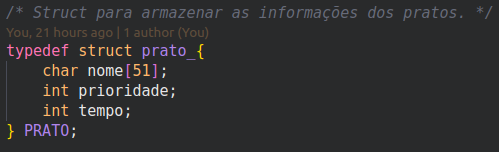 /* Struct para armazenar as informações dos pratos. */
You, 21 hours ago | 1 author (You)
typedef struct prato_{
    char nome[51];
    int prioridade;
    int tempo;
} PRATO;